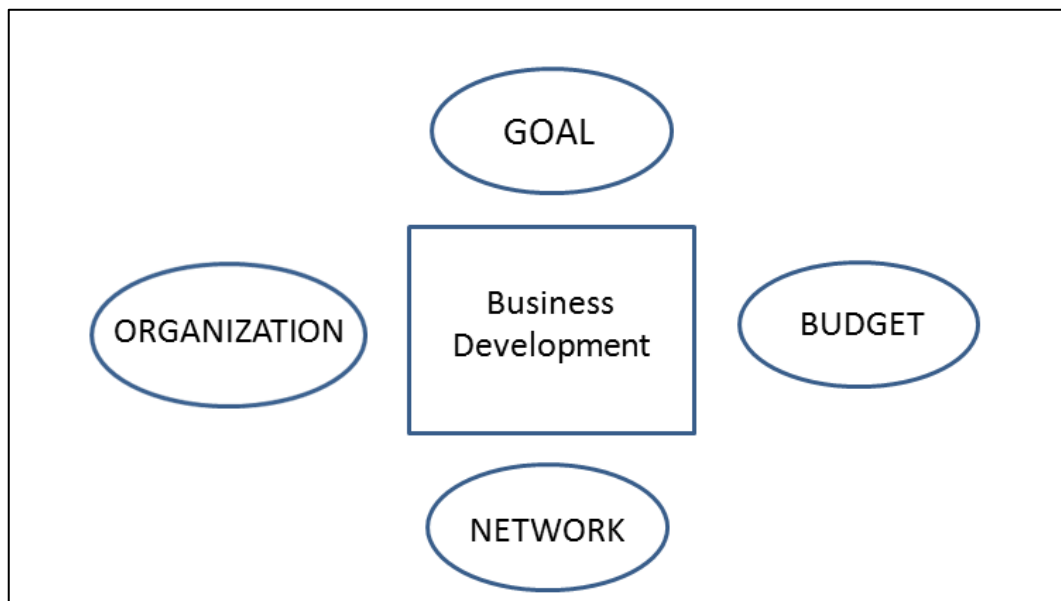 GOAL
Business
Development
ORGANIZATION
BUDGET
NETWORK